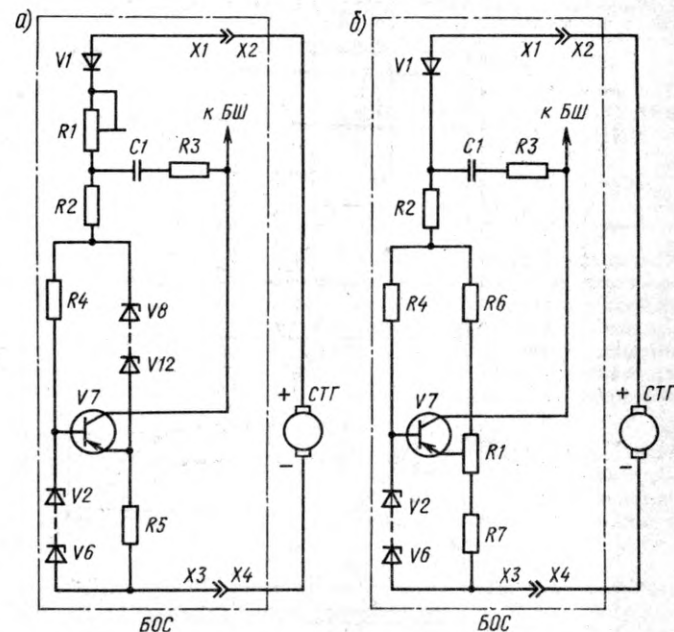 а)
X1 X2
V1
к БШ
R1
C1
R3
R2
R4
V8
V12
V7
+ СТГ
−
V2
R5
V6
X3 X4
БОС
б)
X1 X2
V1
к БШ
C1
R3
R2
R4
R6
V7
+ СТГ
−
R1
V2
R7
V6
X3 X4
БОС